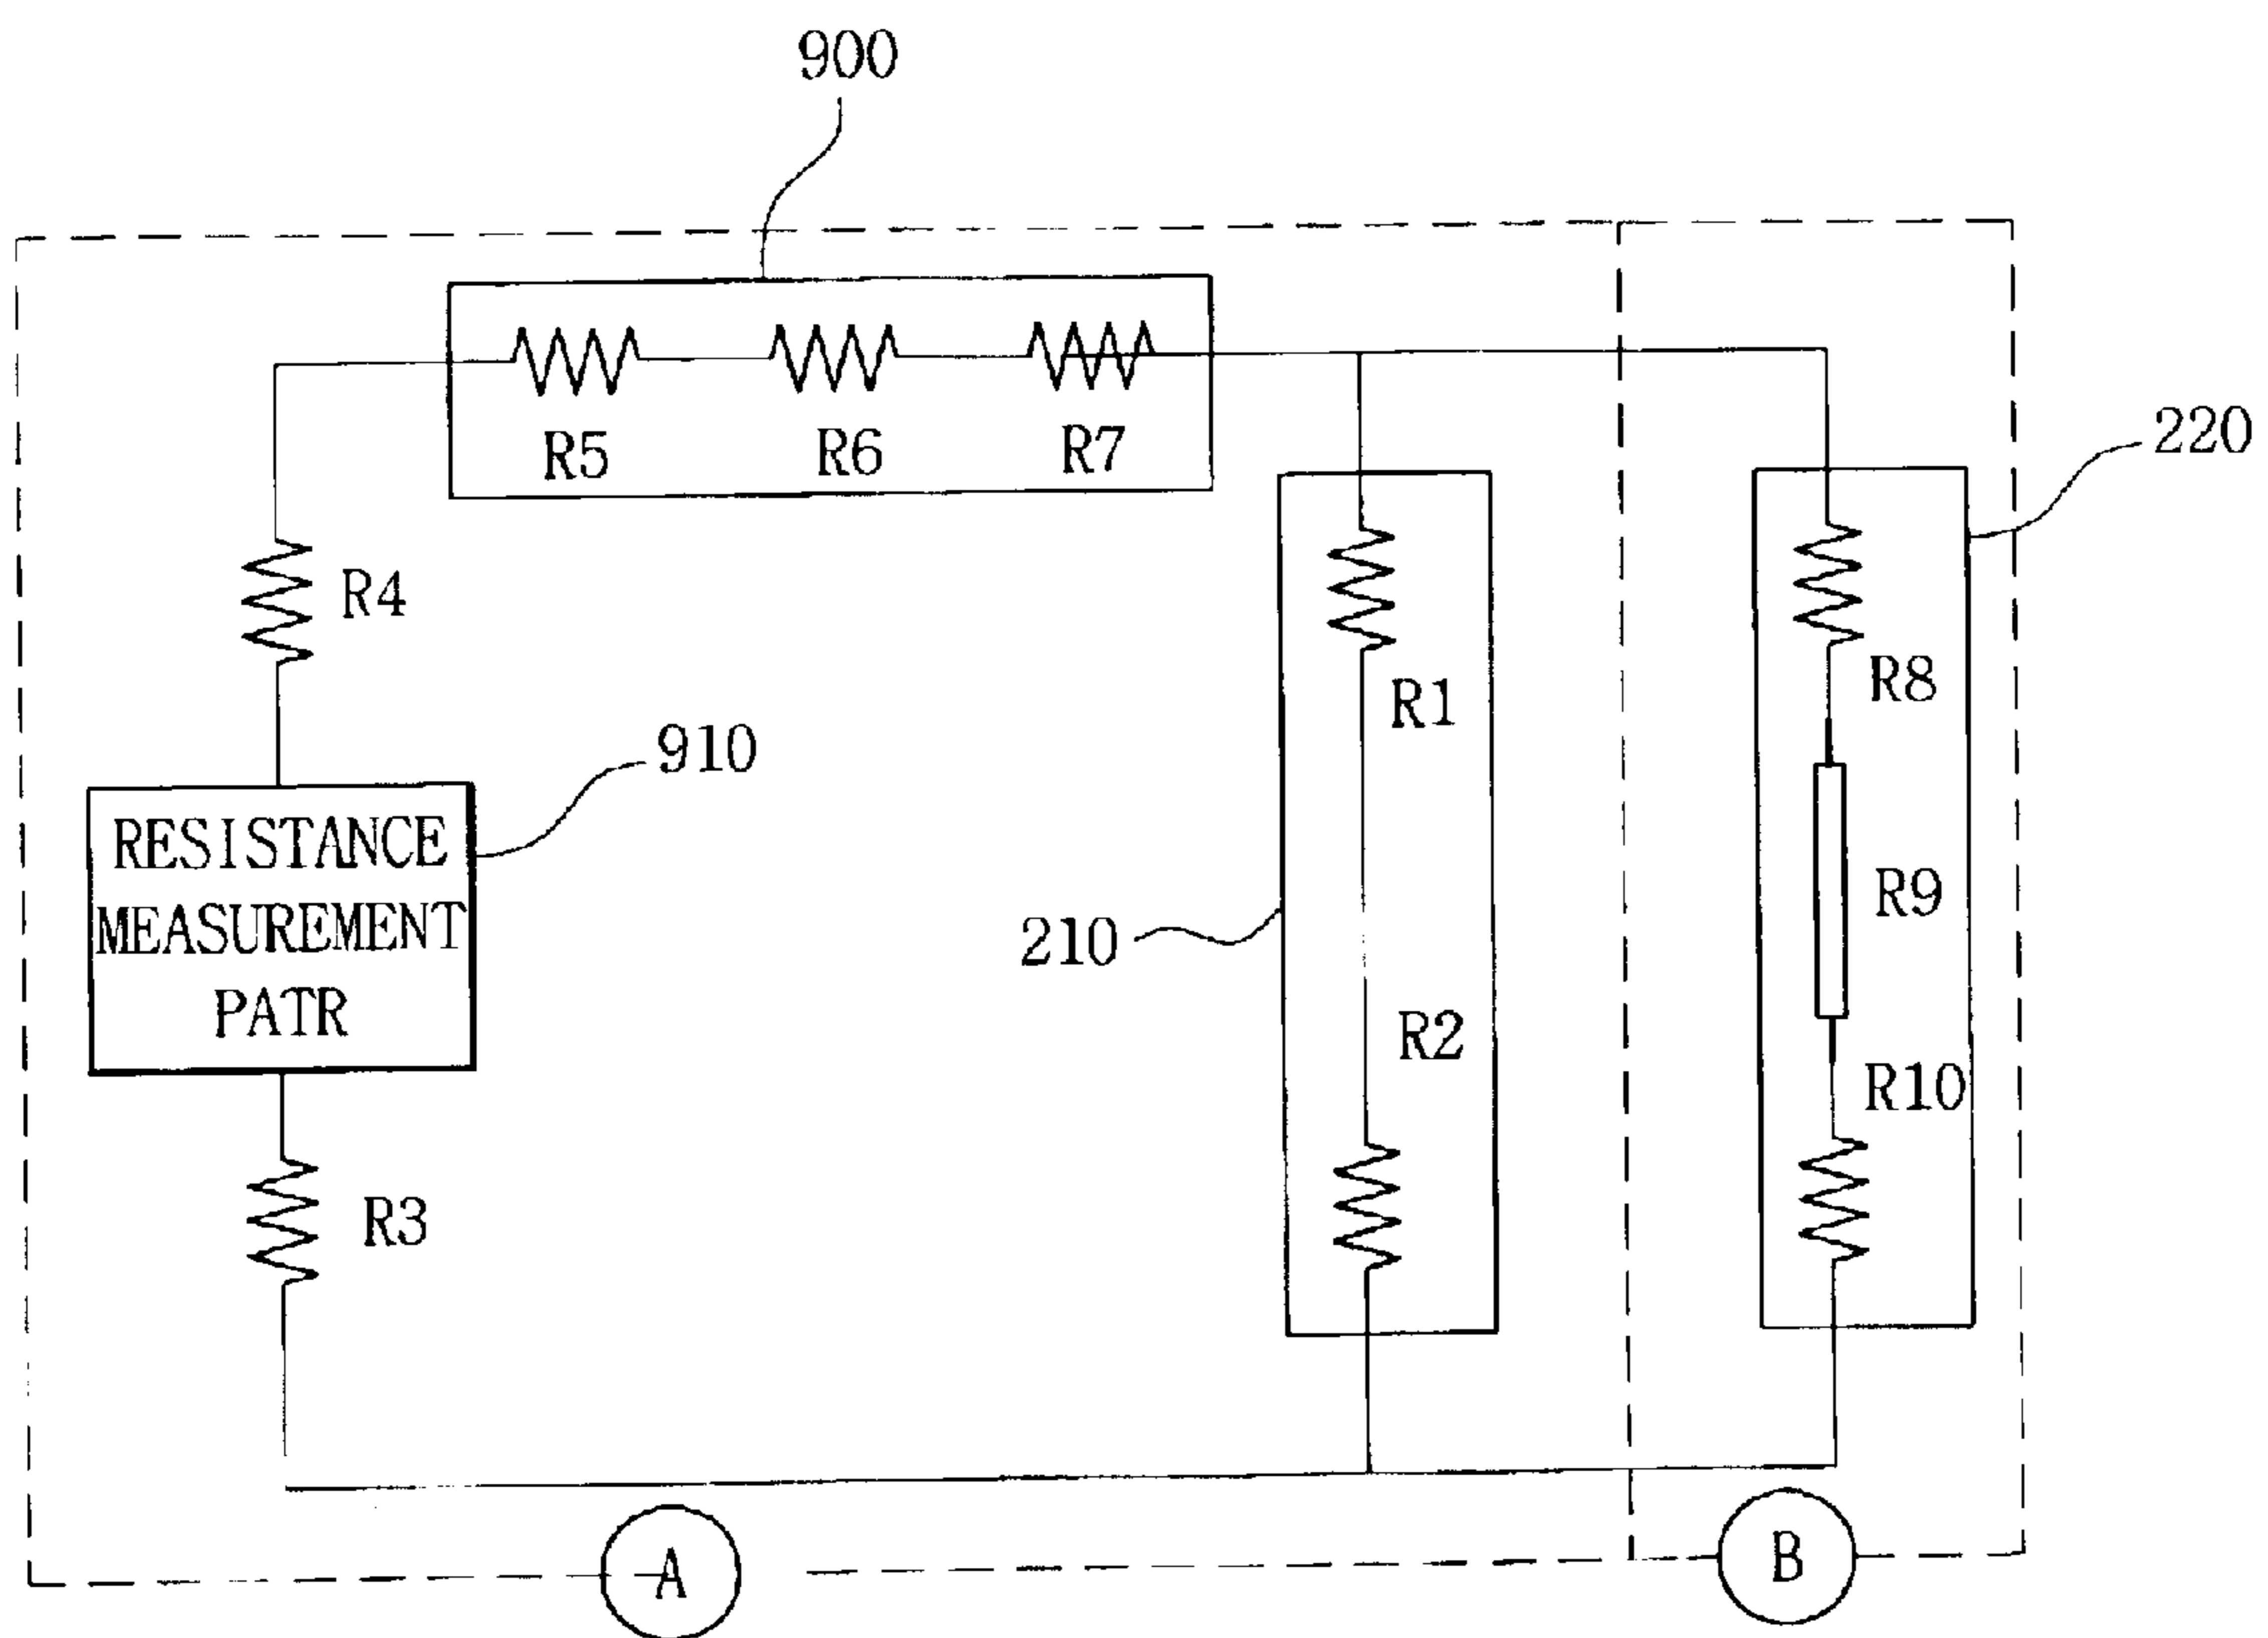 900
R5 R6 R7
220
R4
R1
R8
910
RESISTANCE
MEASUREMENT
PATR
R9
210
R2
R10
R3
A
B